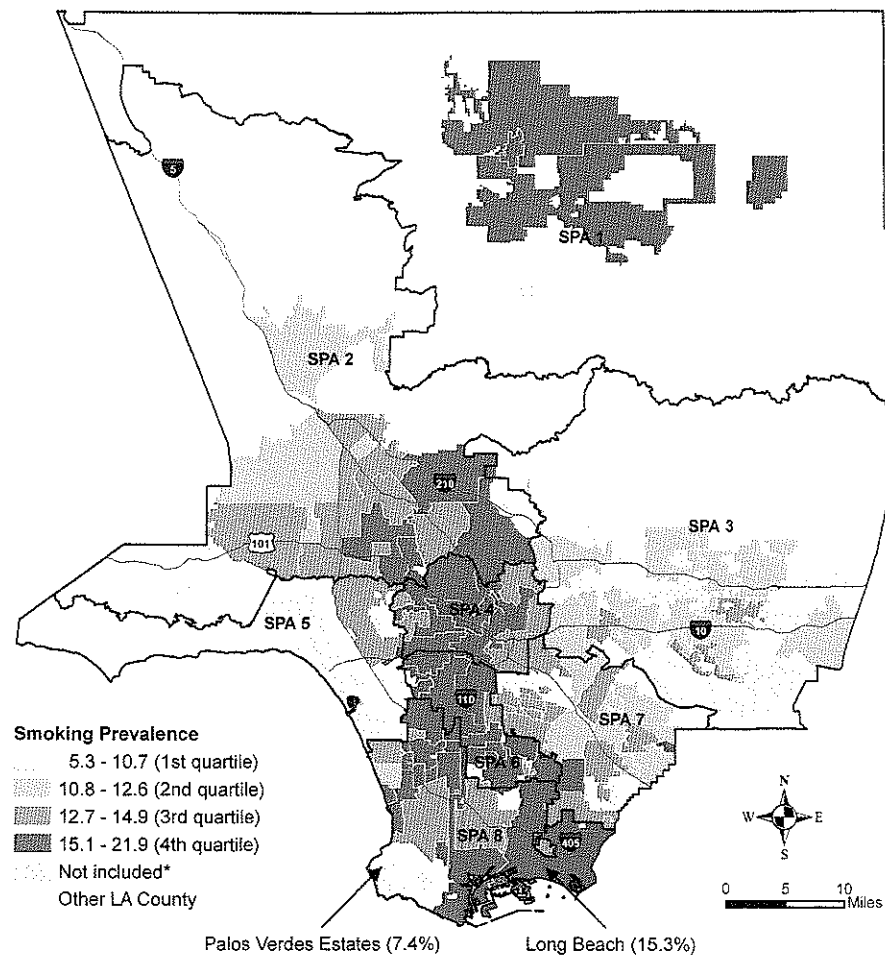 SPA 1
5
SPA 2
210
SPA 3
101
SPA 4
SPA 5
10
110
SPA 7
Smoking Prevalence
5.3 - 10.7 (1st quartile)
10.8 - 12.6 (2nd quartile)
12.7 - 14.9 (3rd quartile)
15.1 - 21.9 (4th quartile)
Not included*
Other LA County
SPA 6
SPA 8
405
N
W E
S
0 5 10
Miles
Palos Verdes Estates (7.4%)
Long Beach (15.3%)